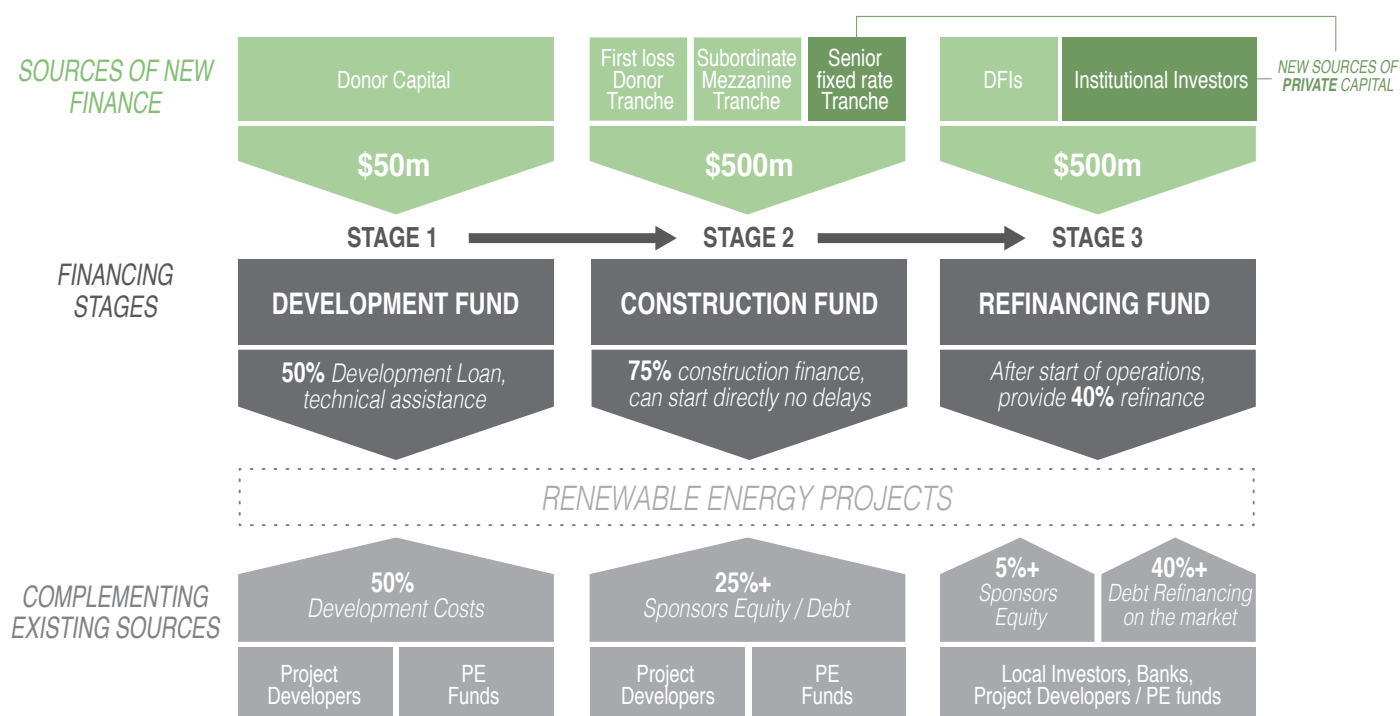 SOURCES OF NEW
FINANCE
Donor Capital
First loss
Donor
Tranche
Subordinate
Mezzanine
Tranche
Senior
fixed rate
Tranche
DFIs
Institutional Investors
NEW SOURCES OF
PRIVATE CAPITAL
$50m
$500m
$500m
STAGE 1
STAGE 2
STAGE 3
FINANCING
STAGES
DEVELOPMENT FUND
CONSTRUCTION FUND
REFINANCING FUND
50% Development Loan,
technical assistance
75% construction finance,
can start directly no delays
After start of operations,
provide 40% refinance
RENEWABLE ENERGY PROJECTS
COMPLEMENTING
EXISTING SOURCES
50%
Development Costs
25%+
Sponsors Equity / Debt
5%+
Sponsors
Equity
40%+
Debt Refinancing
on the market
Project
Developers
PE
Funds
Project
Developers
PE
Funds
Local Investors, Banks,
Project Developers / PE funds